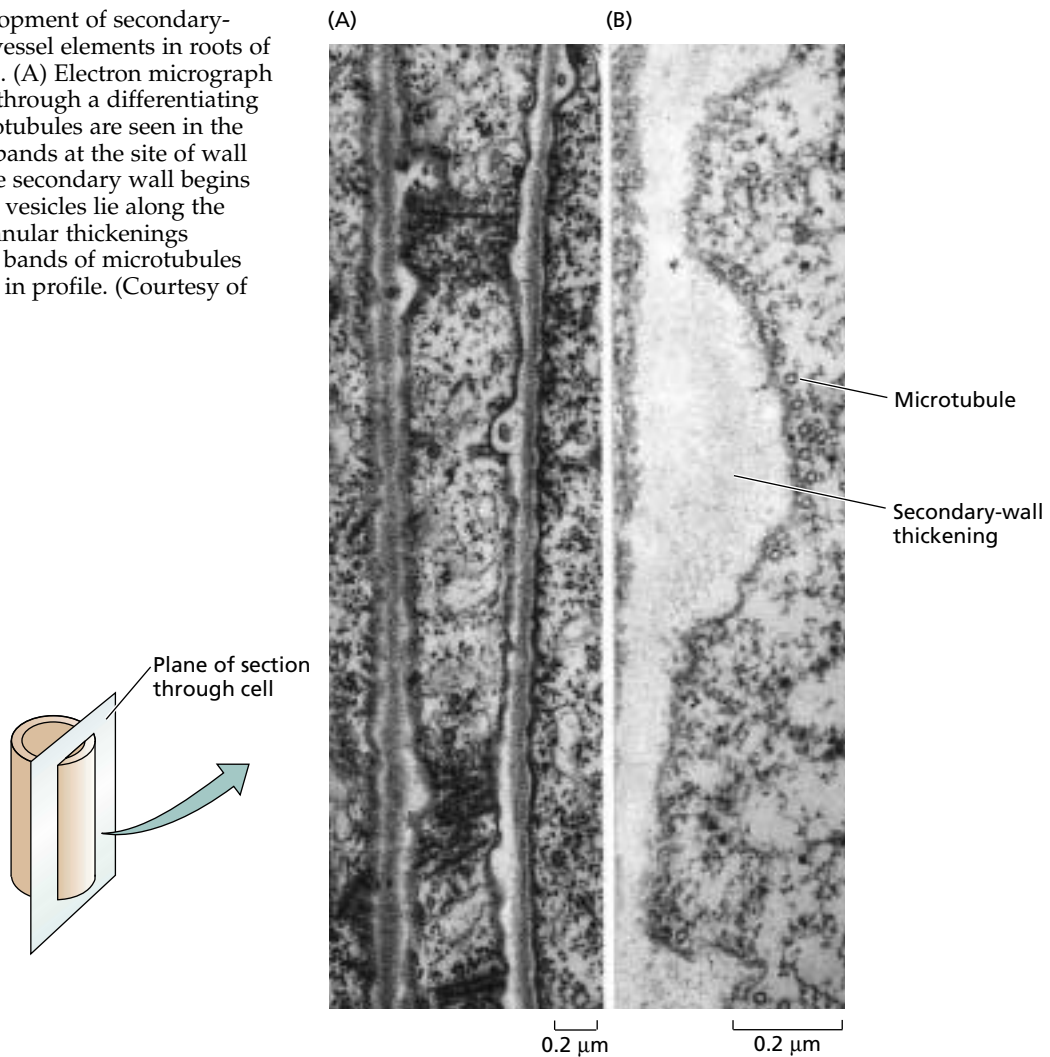 opment of secondary-
vessel elements in roots of
. (A) Electron micrograph
through a differentiating
otubules are seen in the
bands at the site of wall
e secondary wall begins
vesicles lie along the
nnular thickenings
bands of microtubules
in profile. (Courtesy of
(A)
(B)
Microtubule
Secondary-wall
thickening
Plane of section
through cell
0.2 μm
0.2 μm